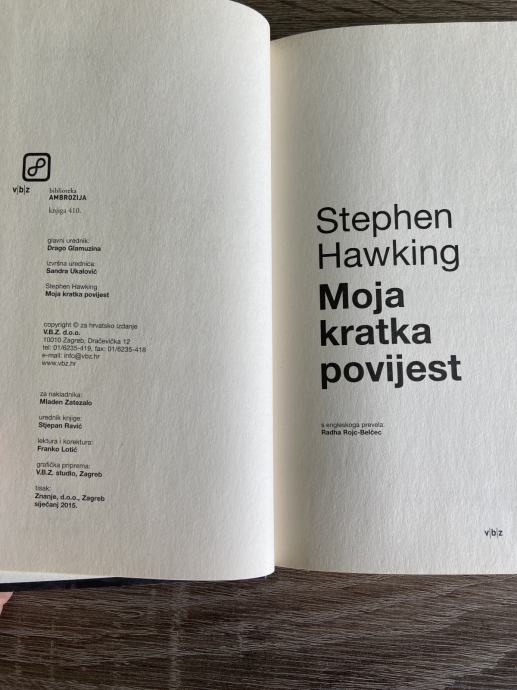 v|b|z
biblioteka
AMBROZIJA
knjiga 410.
glavni urednik:
Drago Glamuzina
izvršna urednica:
Sandra Ukalović
Stephen Hawking
Moja kratka povijest
copyright © za hrvatsko izdanje
V.B.Z. d.o.o.
10010 Zagreb, Dračevička 12
tel: 01/6235-419, fax: 01/6235-418
e-mail: info@vbz.hr
www.vbz.hr
za nakladnika:
Mladen Zatezalo
urednik knjige:
Stjepan Ravić
lektura i korektura:
Franko Lotić
grafička priprema:
V.B.Z. studio, Zagreb
tisak:
Znanje, d.o.o., Zagreb
siječanj 2015.
Stephen
Hawking
Moja
kratka
povijest
s engleskoga prevela:
Radha Rojc-Belčec
v|b|z